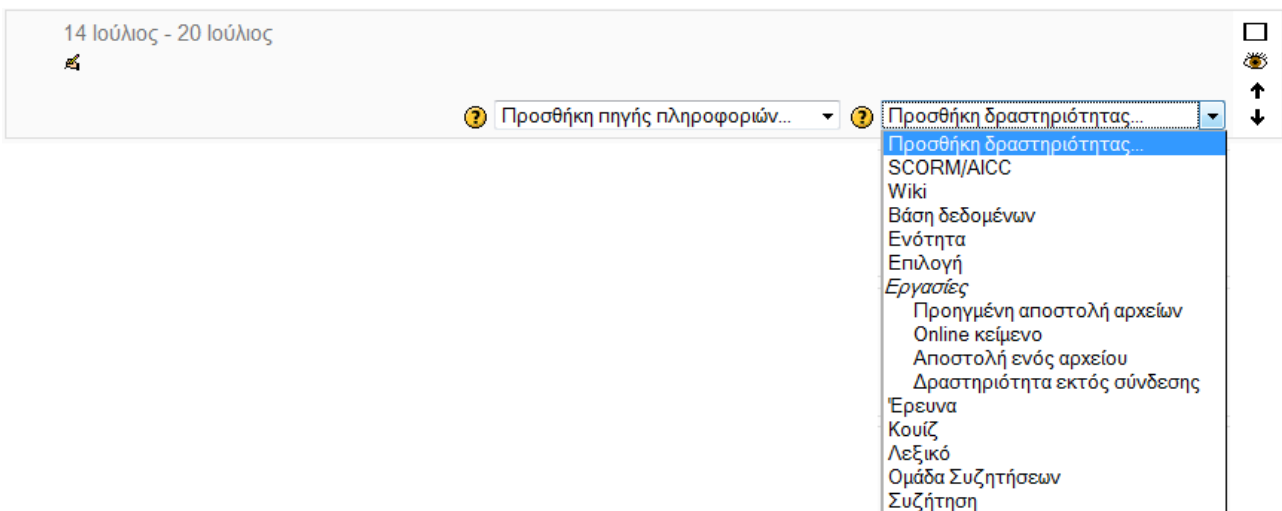 14 Ιούλιος - 20 Ιούλιος
Προσθήκη πηγής πληροφοριών... Προσθήκη δραστηριότητας...
Προσθήκη δραστηριότητας...
SCORM/AICC
Wiki
Βάση δεδομένων
Ενότητα
Επιλογή
Εργασίες
Προηγμένη αποστολή αρχείων
Online κείμενο
Αποστολή ενός αρχείου
Δραστηριότητα εκτός σύνδεσης
Έρευνα
Κουίζ
Λεξικό
Ομάδα Συζητήσεων
Συζήτηση